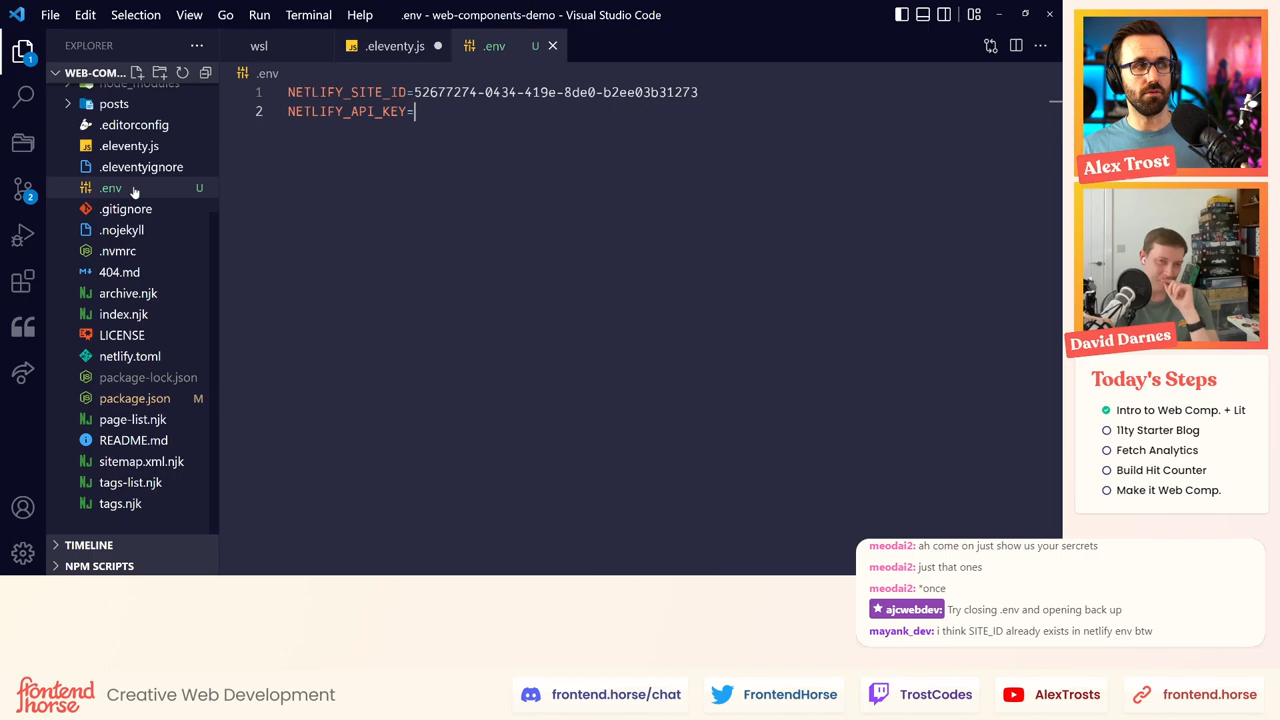 File Edit Selection View Go Run Terminal Help
.env - web-components-demo - Visual Studio Code
EXPLORER
wsl
.eleventy.js
.env U
WEB-COM...
.env
node_modules
posts
.editorconfig
.eleventy.js
.eleventyignore
.env U
.gitignore
.nojekyll
.nvmrc
404.md
archive.njk
index.njk
LICENSE
netlify.toml
package-lock.json
package.json M
page-list.njk
README.md
sitemap.xml.njk
tags-list.njk
tags.njk
TIMELINE
NPM SCRIPTS
1
2
1 NETLIFY_SITE_ID=52677274-0434-419e-8de0-b2ee03b31273
2 NETLIFY_API_KEY=
Alex Trost
David Darnes
Today's Steps
Intro to Web Comp. + Lit
11ty Starter Blog
Fetch Analytics
Build Hit Counter
Make it Web Comp.
meodai2: ah come on just show us your sercrets
meodai2: just that ones
meodai2: *once
ajcwebdev: Try closing .env and opening back up
mayank_dev: i think SITE_ID already exists in netlify env btw
frontend horse
Creative Web Development
frontend.horse/chat
FrontendHorse
TrostCodes
AlexTrosts
frontend.horse